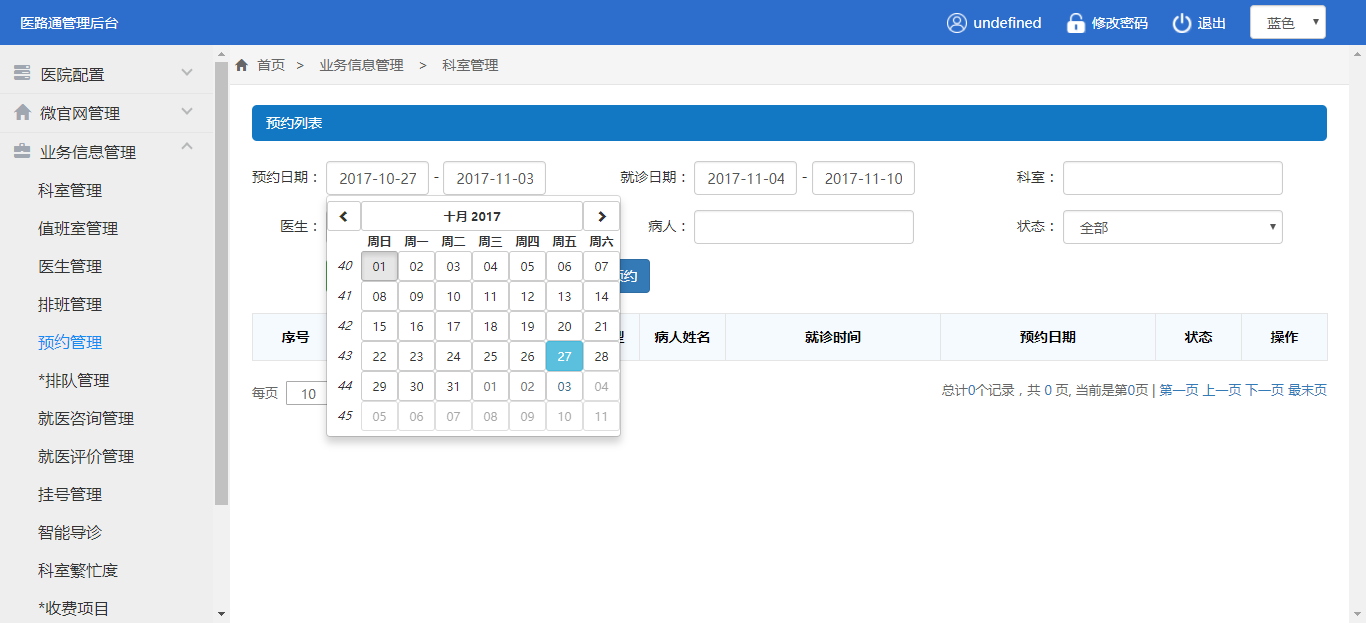 医路通管理后台
undefined 修改密码 退出 蓝色
首页 > 业务信息管理 > 科室管理
医院配置
微官网管理
业务信息管理
科室管理
值班室管理
医生管理
排班管理
预约管理
*排队管理
就医咨询管理
就医评价管理
挂号管理
智能导诊
科室繁忙度
*收费项目
预约列表
预约日期： 2017-10-27 - 2017-11-03 就诊日期： 2017-11-04 - 2017-11-10 科室：
医生： 病人： 状态： 全部
十月 2017
周日 周一 周二 周三 周四 周五 周六
40 01 02 03 04 05 06 07
41 08 09 10 11 12 13 14
42 15 16 17 18 19 20 21
43 22 23 24 25 26 27 28
44 29 30 31 01 02 03 04
45 05 06 07 08 09 10 11
约
序号 型 病人姓名 就诊时间 预约日期 状态 操作
每页 10
总计0个记录，共 0 页, 当前是第0页 | 第一页 上一页 下一页 最末页